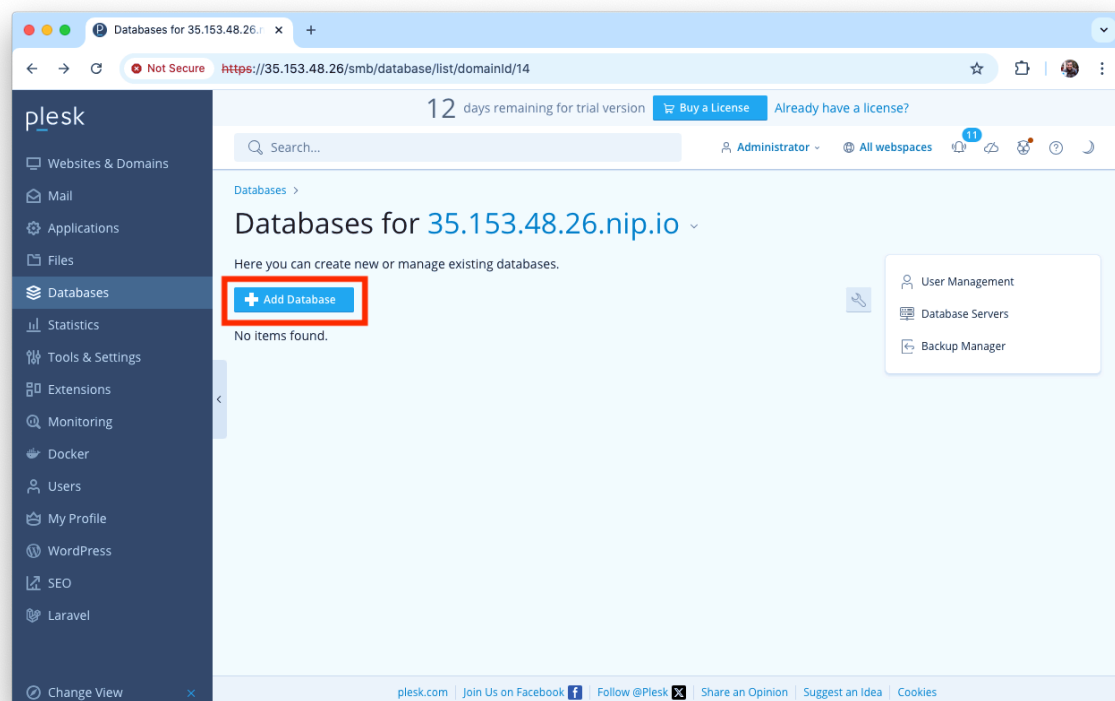 Databases for 35.153.48.26.n
Not Secure https://35.153.48.26/smb/database/list/domainId/14
plesk
12 days remaining for trial version Buy a License Already have a license?
Search... Administrator All webspaces 11
Websites & Domains
Mail
Applications
Files
Databases
Statistics
Tools & Settings
Extensions
Monitoring
Docker
Users
My Profile
WordPress
SEO
Laravel
Change View
Databases >
Databases for 35.153.48.26.nip.io
Here you can create new or manage existing databases.
Add Database
No items found.
User Management
Database Servers
Backup Manager
plesk.com Join Us on Facebook Follow @Plesk Share an Opinion Suggest an Idea Cookies